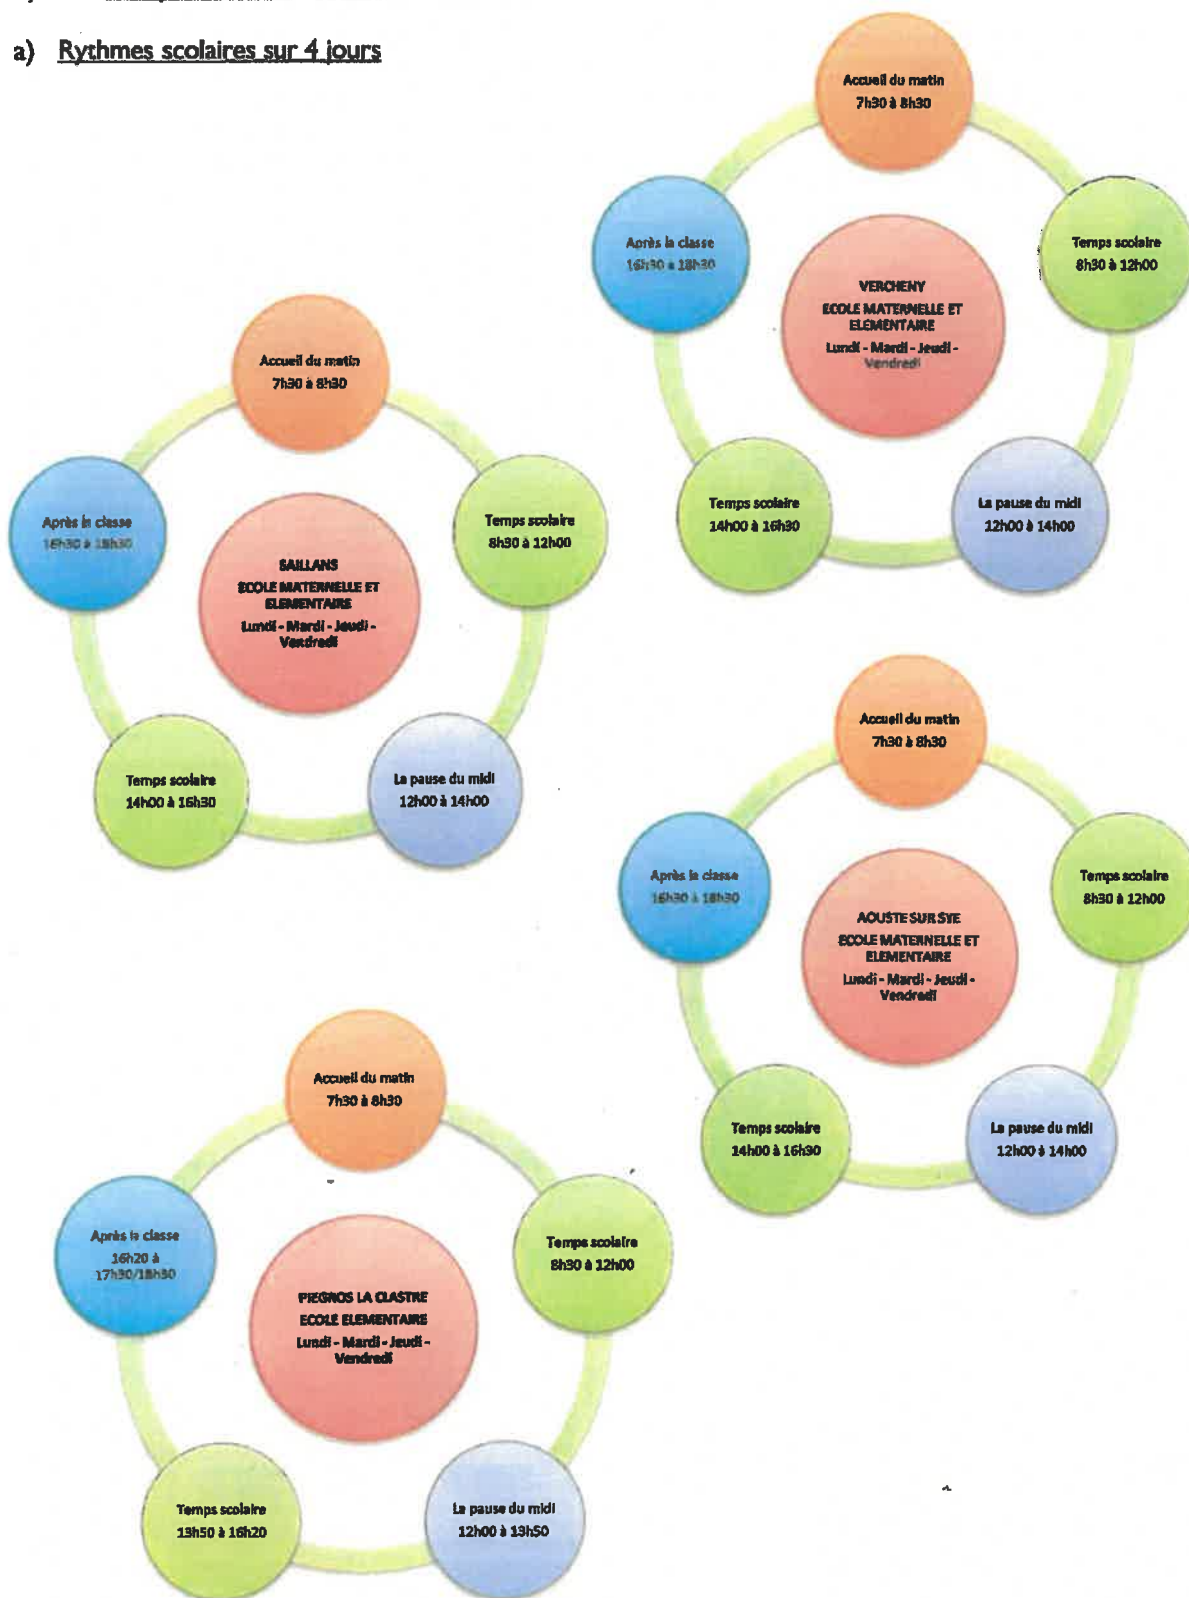 a) Rythmes scolaires sur 4 jours
Accueil du matin
7h30 à 8h30
Temps scolaire
8h30 à 12h00
La pause du midi
12h00 à 14h00
Temps scolaire
14h00 à 16h30
Après la classe
16h30 à 18h30
VERCHENY
ECOLE MATERNELLE ET
ELEMENTAIRE
Lundi - Mardi - Jeudi -
Vendredi
Accueil du matin
7h30 à 8h30
Temps scolaire
8h30 à 12h00
La pause du midi
12h00 à 14h00
Temps scolaire
14h00 à 16h30
Après la classe
16h30 à 18h30
SAILLANS
ECOLE MATERNELLE ET
ELEMENTAIRE
Lundi - Mardi - Jeudi -
Vendredi
Accueil du matin
7h30 à 8h30
Temps scolaire
8h30 à 12h00
La pause du midi
12h00 à 14h00
Temps scolaire
14h00 à 16h30
Après la classe
16h30 à 18h30
AOUSTE SUR SYE
ECOLE MATERNELLE ET
ELEMENTAIRE
Lundi - Mardi - Jeudi -
Vendredi
Accueil du matin
7h30 à 8h30
Temps scolaire
8h30 à 12h00
La pause du midi
12h00 à 13h50
Temps scolaire
13h50 à 16h20
Après la classe
16h20 à
17h30/18h30
PIEGROS LA CLASTRE
ECOLE ELEMENTAIRE
Lundi - Mardi - Jeudi -
Vendredi